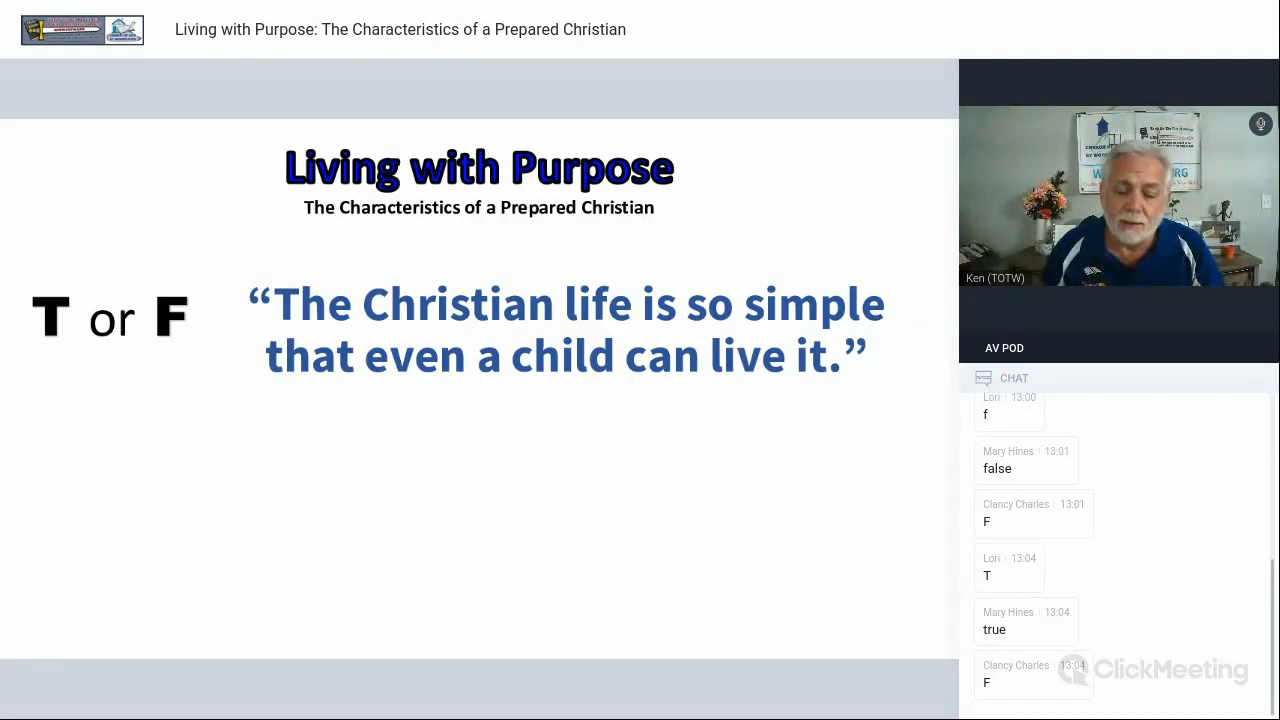 Living with Purpose: The Characteristics of a Prepared Christian
Living with Purpose
The Characteristics of a Prepared Christian
T or F
“The Christian life is so simple
that even a child can live it.”
Ken (TOTW)
AV POD
CHAT
Lori 13:00
f
Mary Hines 13:01
false
Clancy Charles 13:01
F
Lori 13:04
T
Mary Hines 13:04
true
Clancy Charles 13:04
F
ClickMeeting